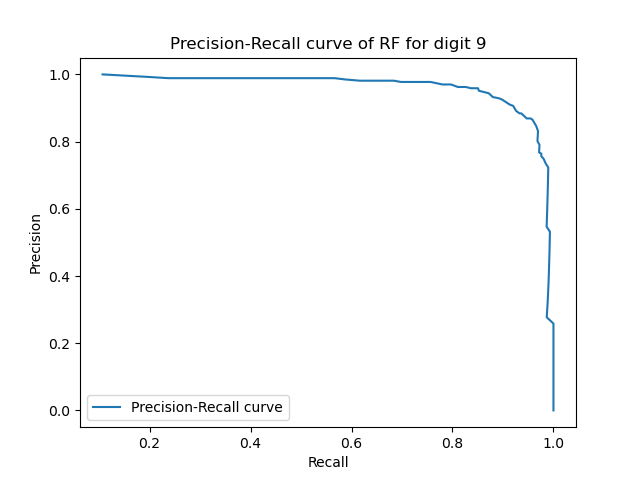 Precision-Recall curve of RF for digit 9
1.0
0.8
0.6
0.4
0.2
0.0
Precision
Precision-Recall curve
0.2 0.4 0.6 0.8 1.0
Recall